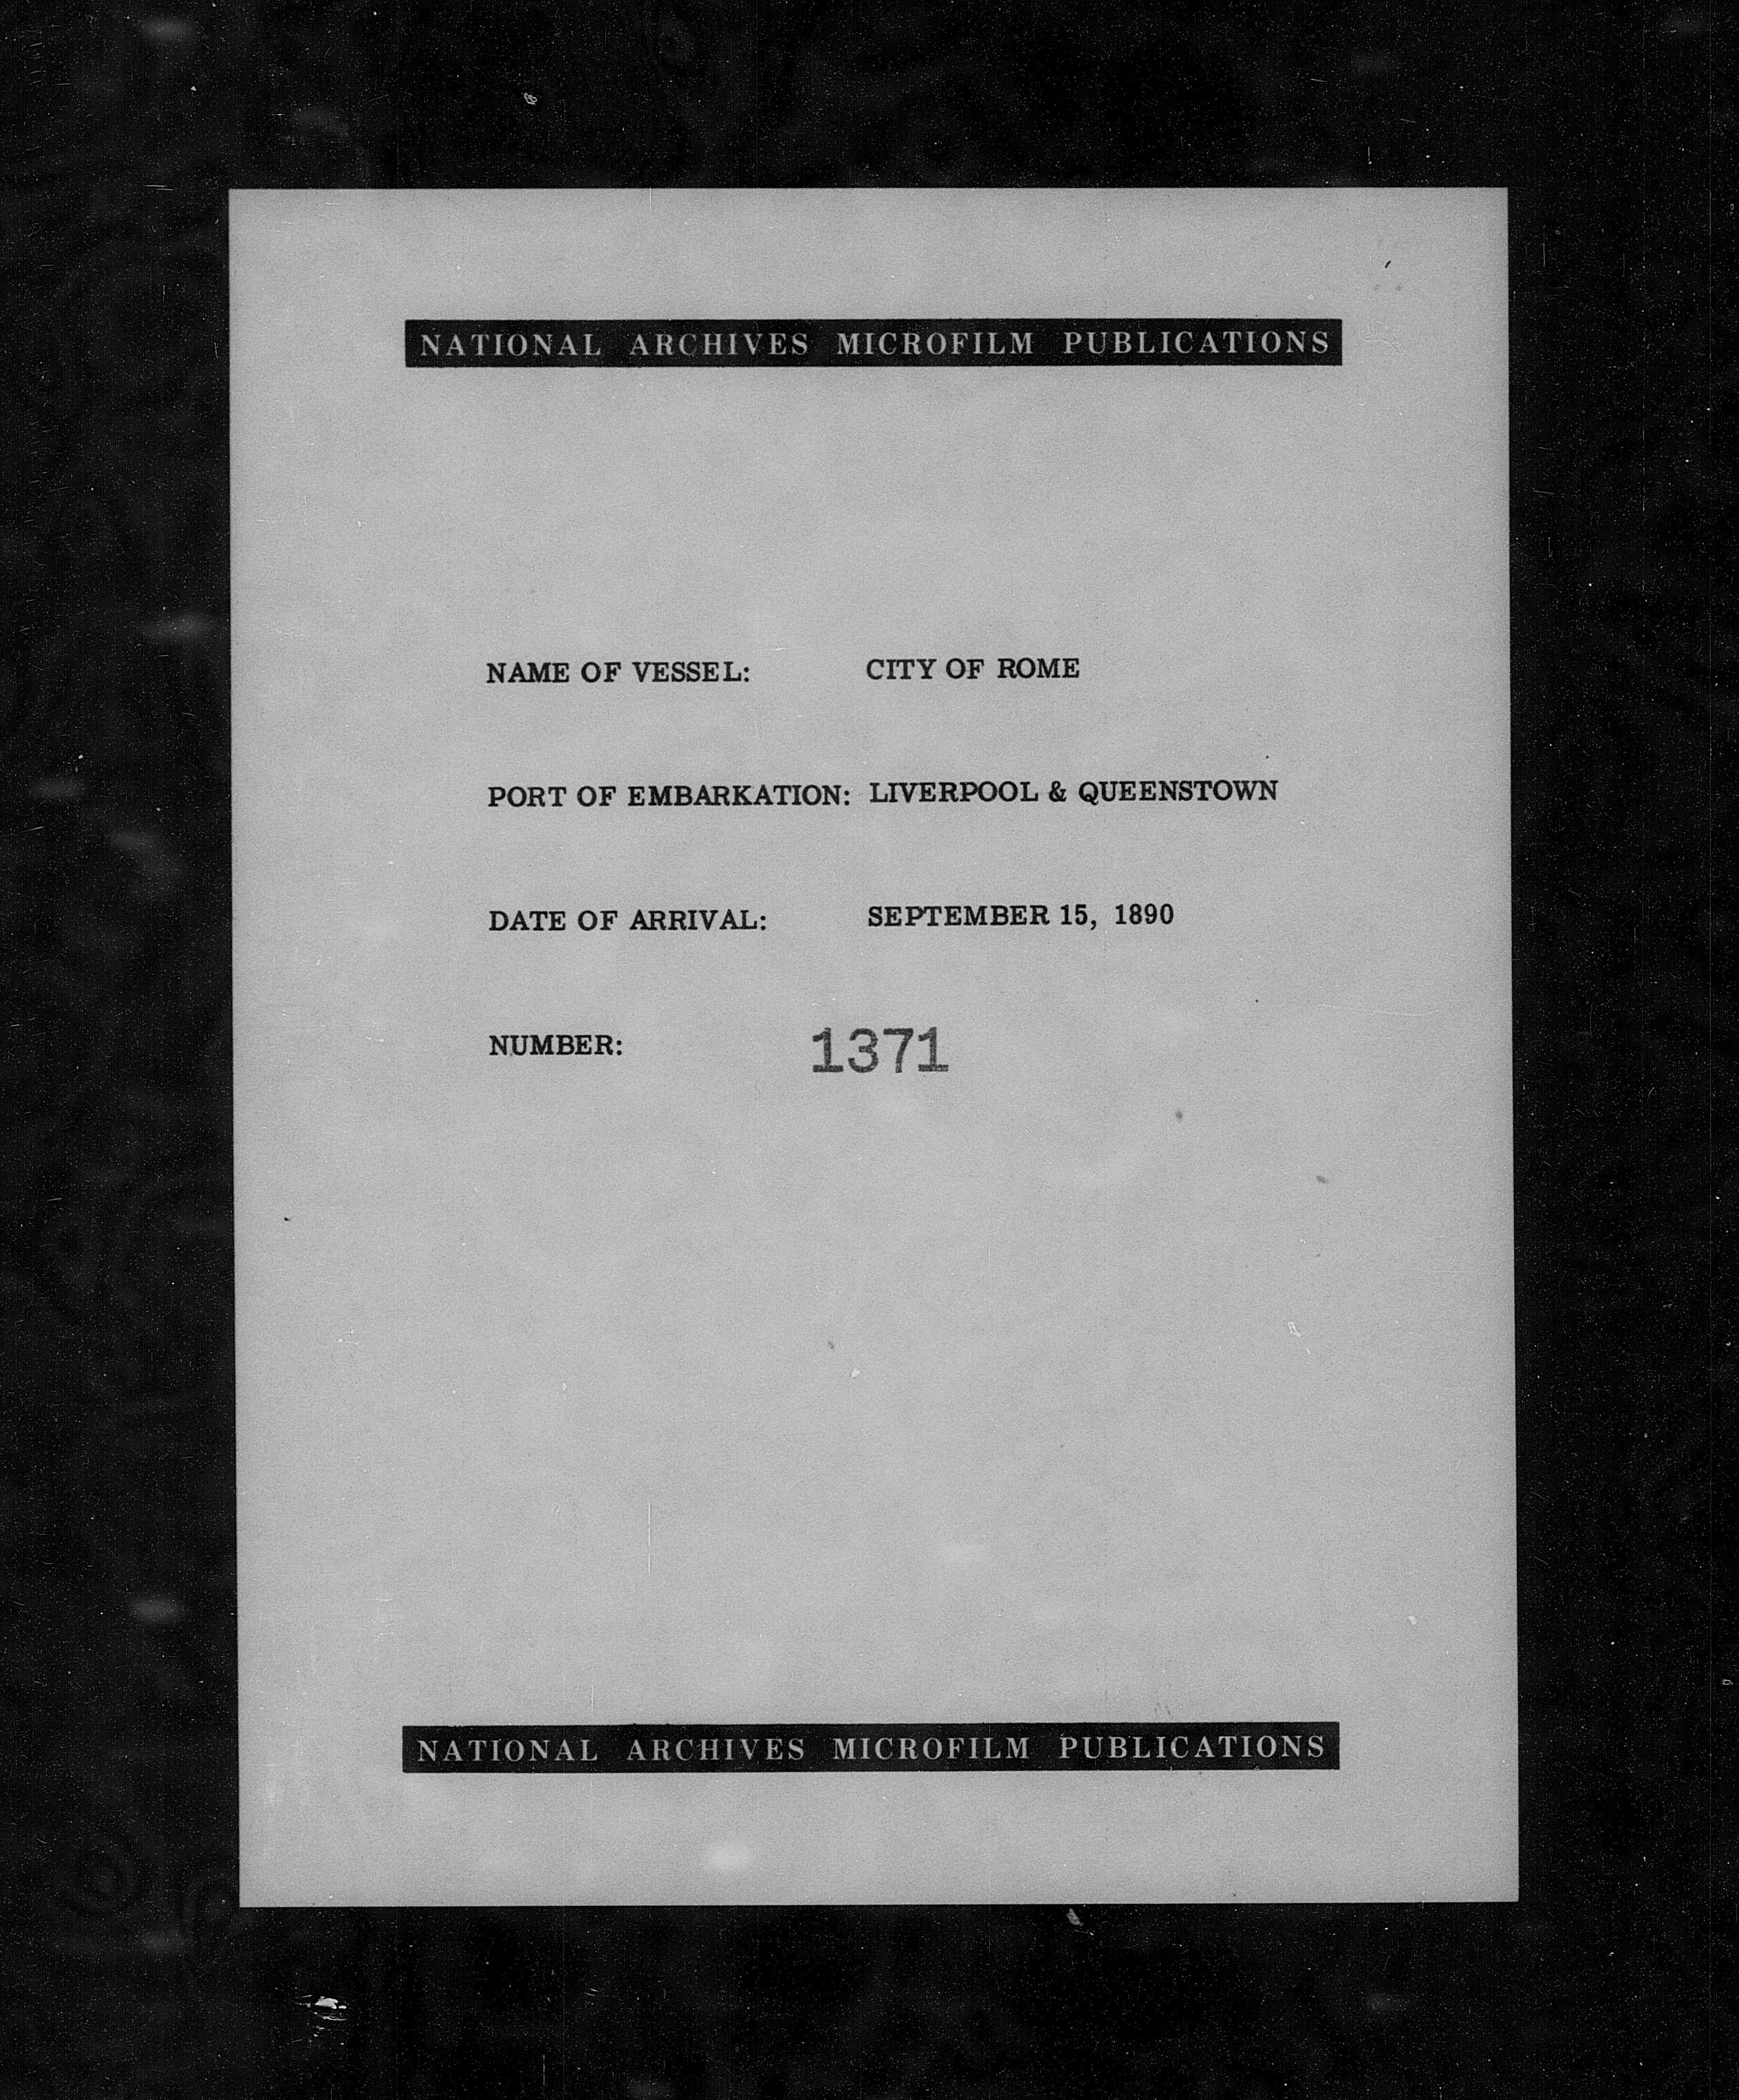 NATIONAL ARCHIVES MICROFILM PUBLICATIONS
NAME OF VESSEL: CITY OF ROME
PORT OF EMBARKATION: LIVERPOOL & QUEENSTOWN
DATE OF ARRIVAL: SEPTEMBER 15, 1890
NUMBER: 1371
NATIONAL ARCHIVES MICROFILM PUBLICATIONS